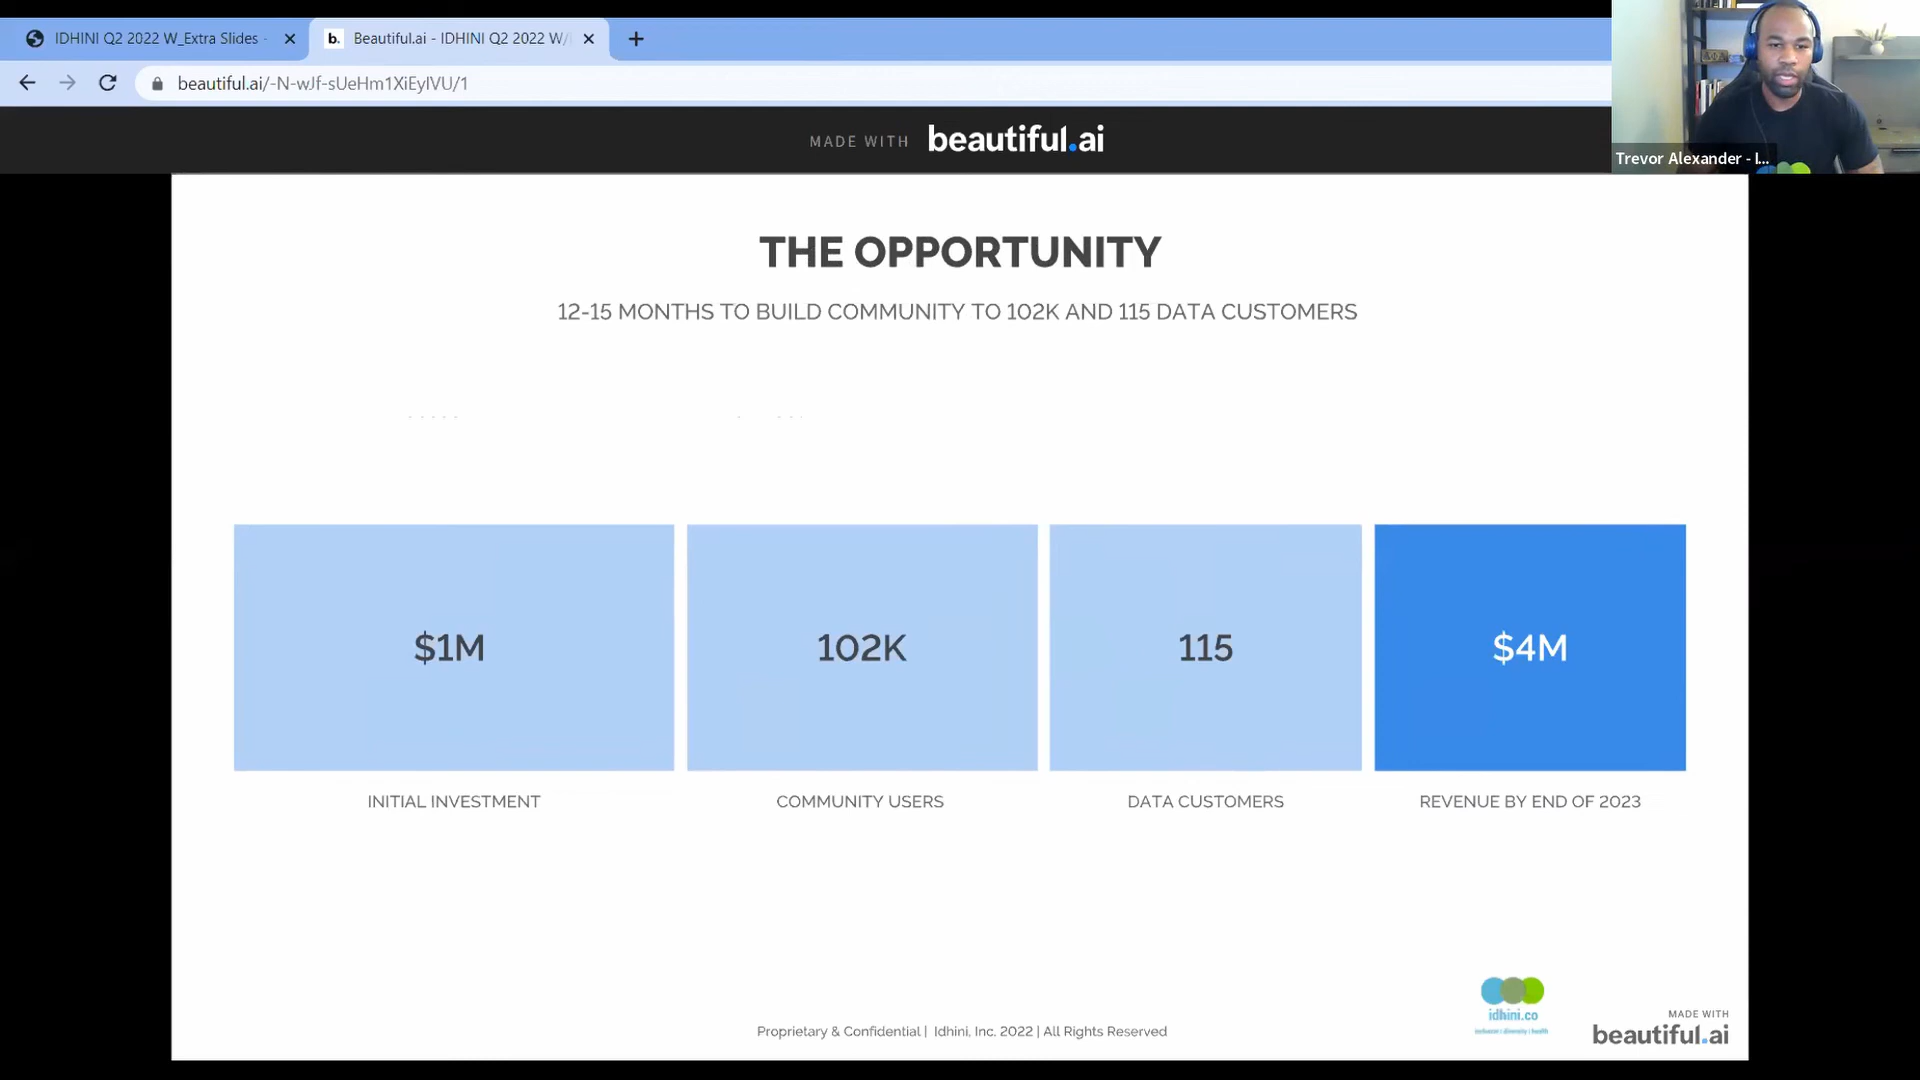 IDHINI Q2 2022 W_Extra Slides -
b. Beautiful.ai - IDHINI Q2 2022 W/
beautiful.ai/-N-wJf-sUeHm1XiEyIVU/1
MADE WITH beautiful.ai
Trevor Alexander - I...
THE OPPORTUNITY
12-15 MONTHS TO BUILD COMMUNITY TO 102K AND 115 DATA CUSTOMERS
$1M
102K
115
$4M
INITIAL INVESTMENT
COMMUNITY USERS
DATA CUSTOMERS
REVENUE BY END OF 2023
idhini.co
Proprietary & Confidential | Idhini, Inc. 2022 | All Rights Reserved
MADE WITH
beautiful.ai